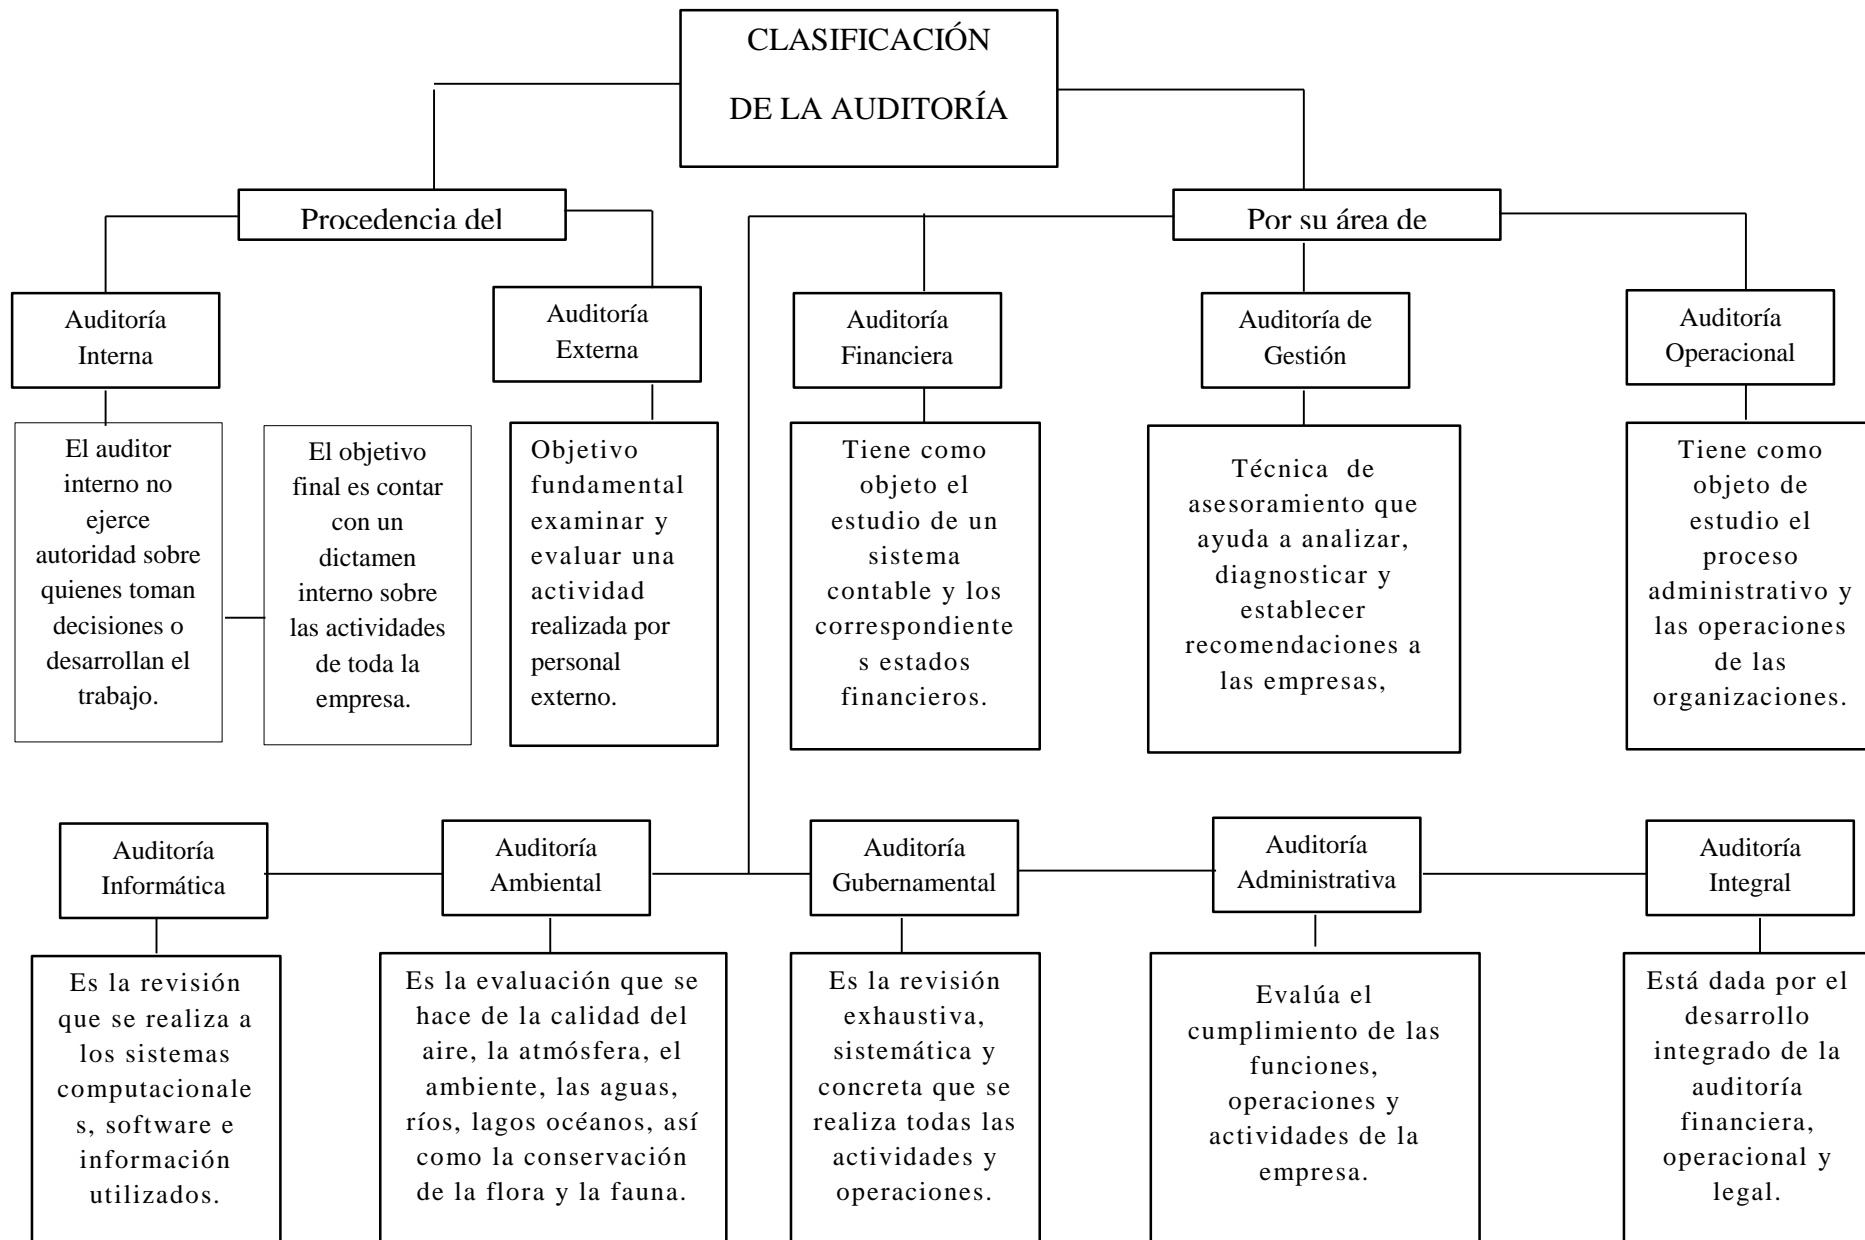 CLASIFICACIÓN
DE LA AUDITORÍA
Procedencia del
Por su área de
Auditoría
Interna
Auditoría
Externa
Auditoría
Financiera
Auditoría de
Gestión
Auditoría
Operacional
El auditor
interno no
ejerce
autoridad sobre
quienes toman
decisiones o
desarrollan el
trabajo.
El objetivo
final es contar
con un
dictamen
interno sobre
las actividades
de toda la
empresa.
Objetivo
fundamental
examinar y
evaluar una
actividad
realizada por
personal
externo.
Tiene como
objeto el
estudio de un
sistema
contable y los
correspondiente
s estados
financieros.
Técnica de
asesoramiento que
ayuda a analizar,
diagnosticar y
establecer
recomendaciones a
las empresas,
Tiene como
objeto de
estudio el
proceso
administrativo y
las operaciones
de las
organizaciones.
Auditoría
Informática
Auditoría
Ambiental
Auditoría
Gubernamental
Auditoría
Administrativa
Auditoría
Integral
Es la revisión
que se realiza a
los sistemas
computacionale
s, software e
información
utilizados.
Es la evaluación que se
hace de la calidad del
aire, la atmósfera, el
ambiente, las aguas,
ríos, lagos océanos, así
como la conservación
de la flora y la fauna.
Es la revisión
exhaustiva,
sistemática y
concreta que se
realiza todas las
actividades y
operaciones.
Evalúa el
cumplimiento de las
funciones,
operaciones y
actividades de la
empresa.
Está dada por el
desarrollo
integrado de la
auditoría
financiera,
operacional y
legal.